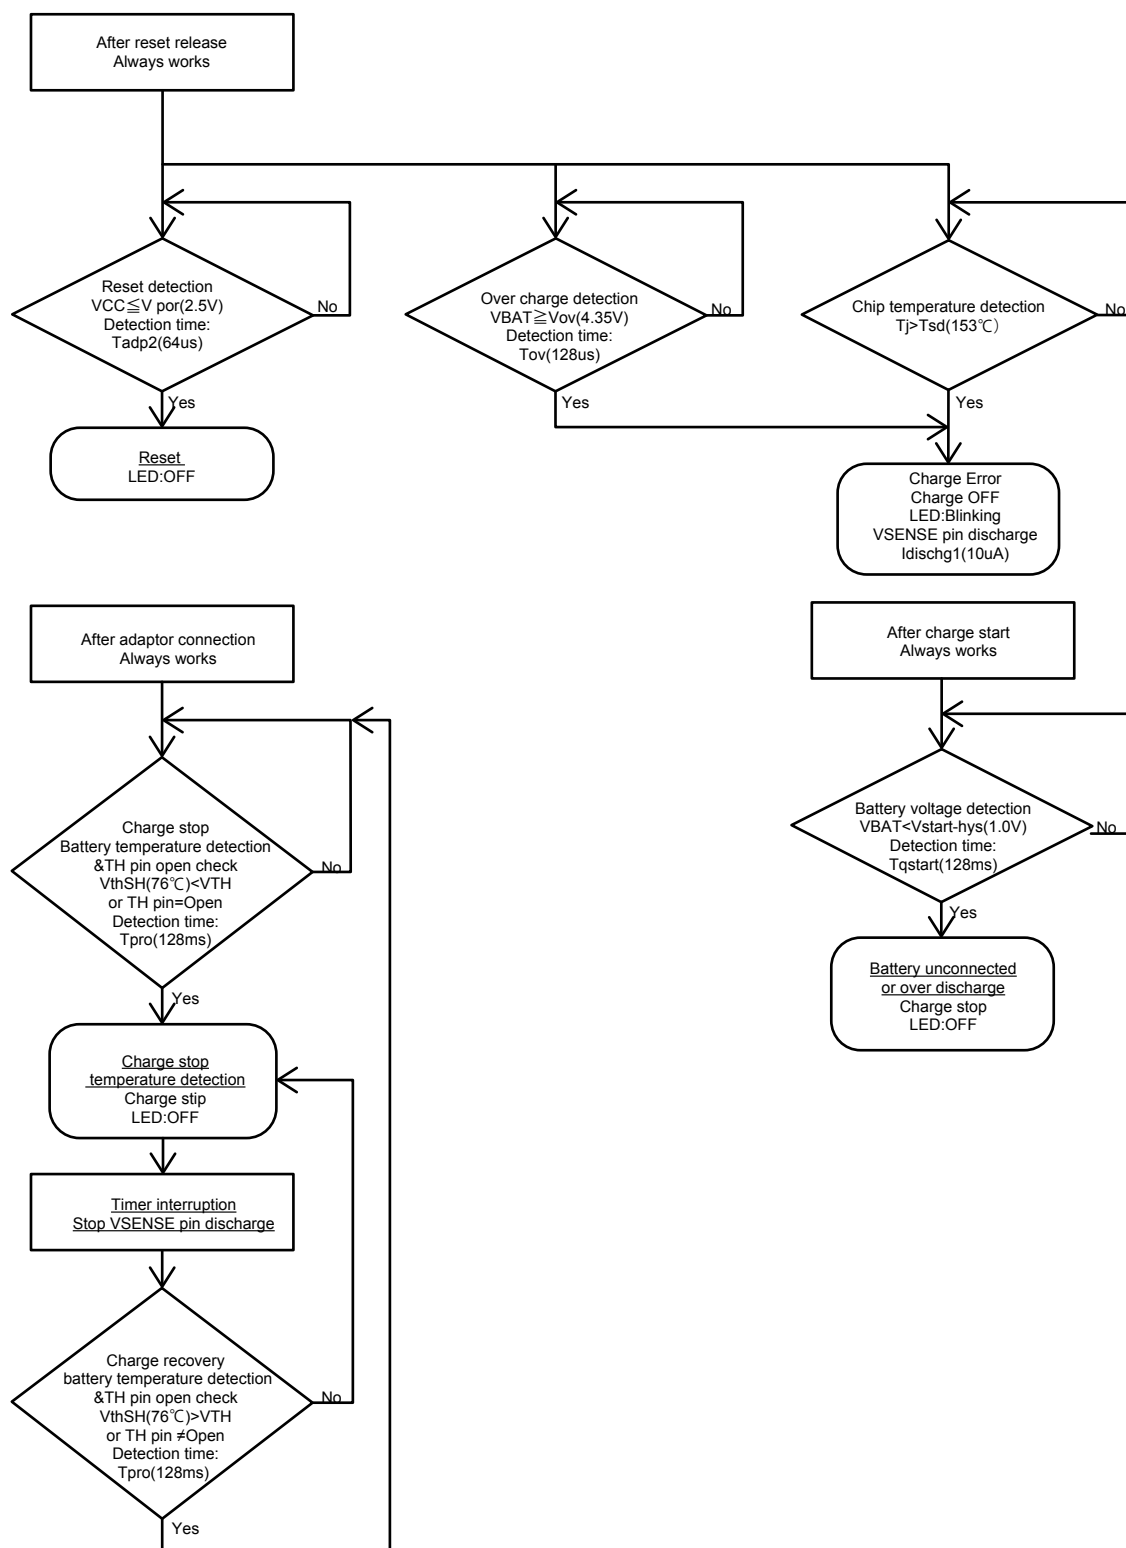 After reset release
Always works
Reset detection
VCC≦V por(2.5V)
Detection time:
Tadp2(64us)
No
Yes
Reset
LED:OFF
Over charge detection
VBAT≧Vov(4.35V)
Detection time:
Tov(128us)
No
Yes
Chip temperature detection
Tj>Tsd(153℃)
No
Yes
Charge Error
Charge OFF
LED:Blinking
VSENSE pin discharge
Idischg1(10uA)
After adaptor connection
Always works
Charge stop
Battery temperature detection
&TH pin open check
VthSH(76℃)<VTH
or TH pin=Open
Detection time:
Tpro(128ms)
No
Yes
Charge stop
temperature detection
Charge stip
LED:OFF
Timer interruption
Stop VSENSE pin discharge
Charge recovery
battery temperature detection
&TH pin open check
VthSH(76℃)>VTH
or TH pin ≠Open
Detection time:
Tpro(128ms)
No
Yes
After charge start
Always works
Battery voltage detection
VBAT<Vstart-hys(1.0V)
Detection time:
Tqstart(128ms)
No
Yes
Battery unconnected
or over discharge
Charge stop
LED:OFF